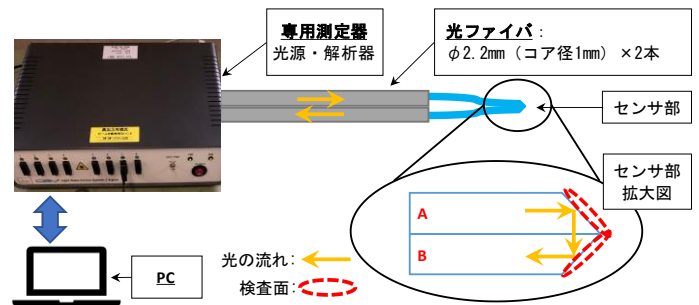 専用測定器
光源・解析器
光ファイバ：
φ2.2mm（コア径1mm）×2本
センサ部
センサ部
拡大図
A
B
光の流れ：
検査面：
PC